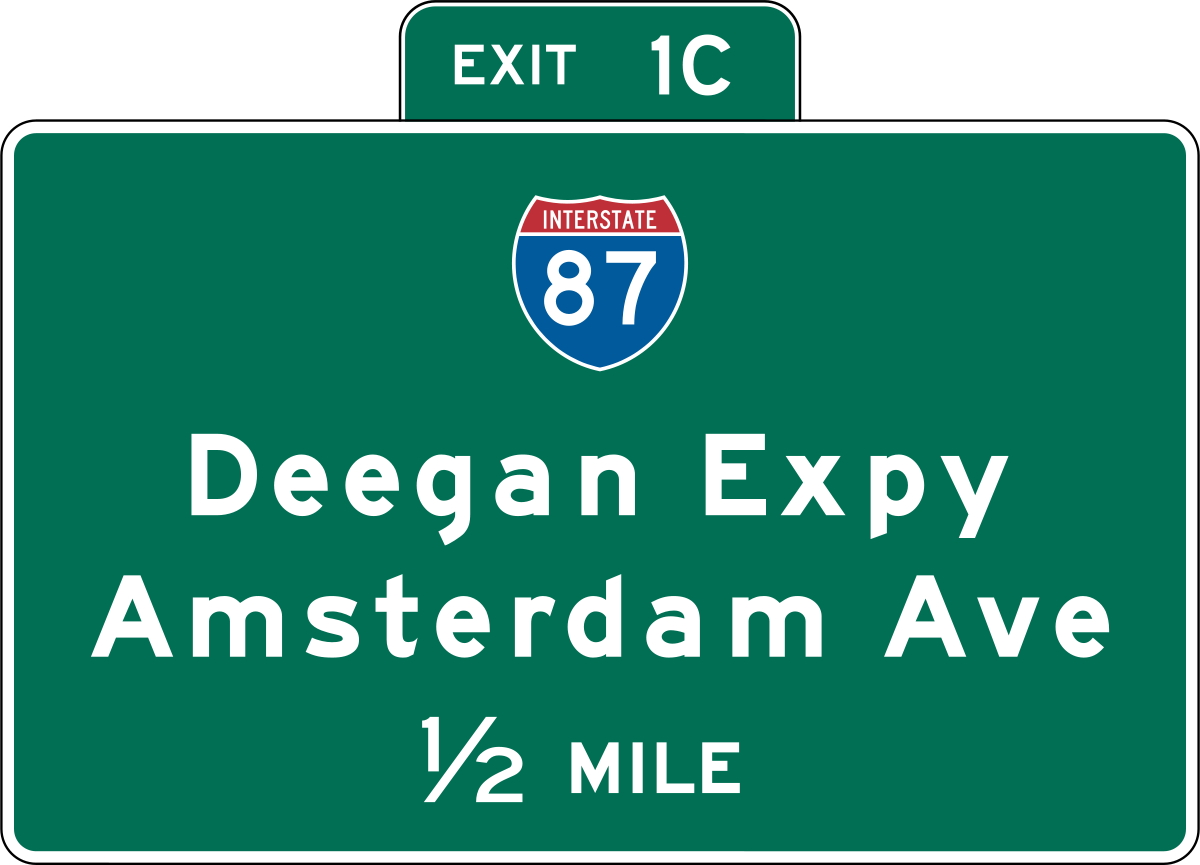 EXIT 1C
INTERSTATE
87
Deegan Expy
Amsterdam Ave
½ MILE